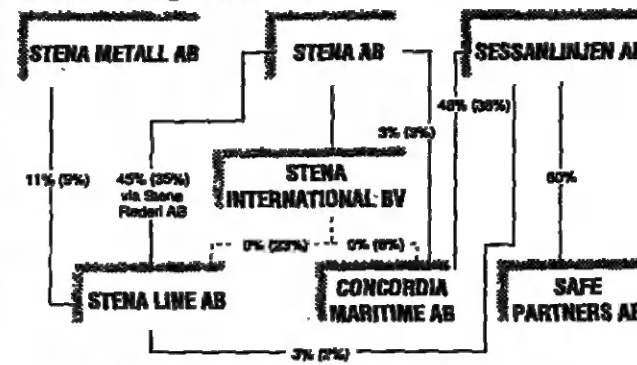 STENA METALL AB
STENA AB
SESSANLINJEN AB
48% (38%)
3% (3%)
11% (9%)
45% (35%)
via Stena
Rederi AB
STENA
INTERNATIONAL BV
60%
0% (23%)
0% (6%)
STENA LINE AB
CONCORDIA
MARITIME AB
SAFE
PARTNERS AB
3% (2%)